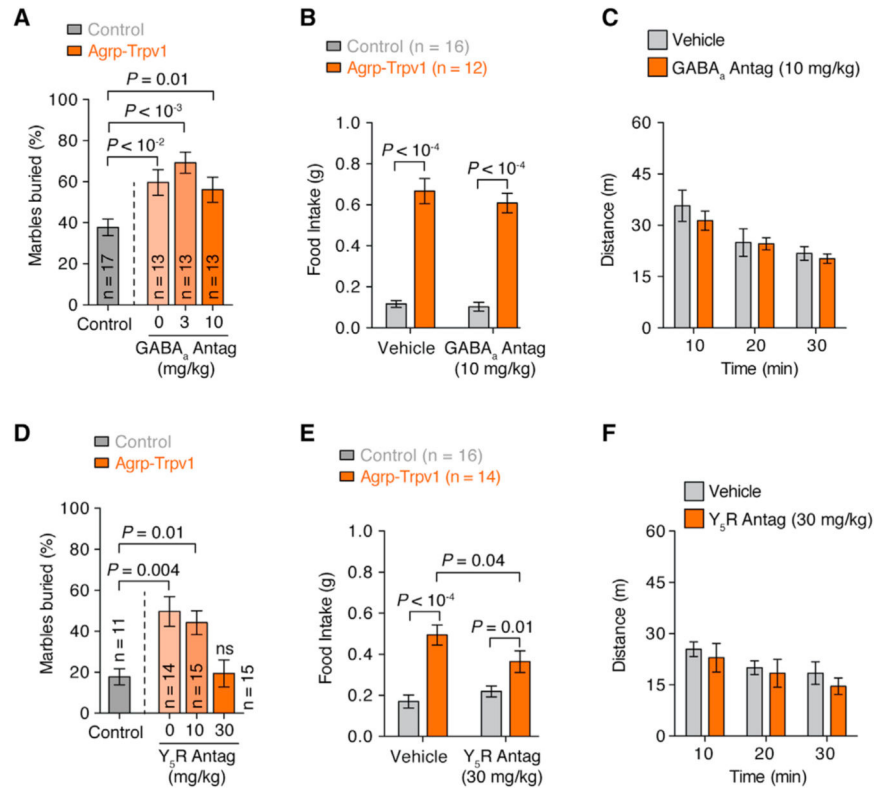 A
Control
Agrp-Trpv1
P = 0.01
P < 10-3
P < 10-2
Marbles buried (%)
100
80
60
40
20
0
n = 17
n = 13
n = 13
n = 13
Control
0 3 10
GABAa Antag
(mg/kg)
B
Control (n = 16)
Agrp-Trpv1 (n = 12)
Food Intake (g)
1.0
0.8
0.6
0.4
0.2
0.0
P < 10-4
P < 10-4
Vehicle
GABAa Antag
(10 mg/kg)
C
Vehicle
GABAa Antag (10 mg/kg)
Distance (m)
60
45
30
15
0
10 20 30
Time (min)
D
Control
Agrp-Trpv1
Marbles buried (%)
100
80
60
40
20
0
P = 0.01
P = 0.004
n = 11
n = 14
n = 15
ns
n = 15
Control
0 10 30
Y5R Antag
(mg/kg)
E
Control (n = 16)
Agrp-Trpv1 (n = 14)
Food Intake (g)
1.0
0.8
0.6
0.4
0.2
0.0
P = 0.04
P < 10-4
P = 0.01
Vehicle
Y5R Antag
(30 mg/kg)
F
Vehicle
Y5R Antag (30 mg/kg)
Distance (m)
60
45
30
15
0
10 20 30
Time (min)